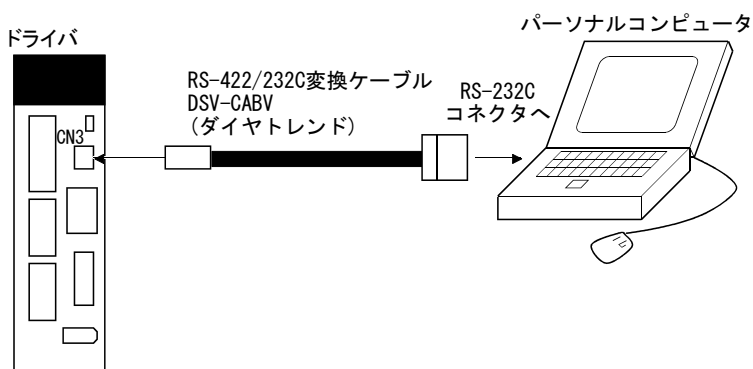 パーソナルコンピュータ
ドライバ
RS-422/232C変換ケーブル
DSV-CABV
(ダイヤトレンド)
RS-232C
コネクタへ
CN3